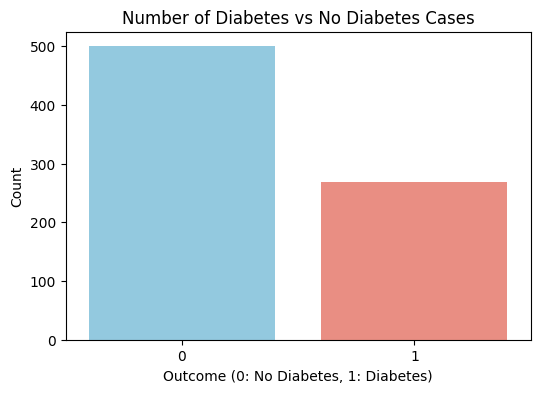 Number of Diabetes vs No Diabetes Cases
500
400
300
200
100
0
Count
0
1
Outcome (0: No Diabetes, 1: Diabetes)